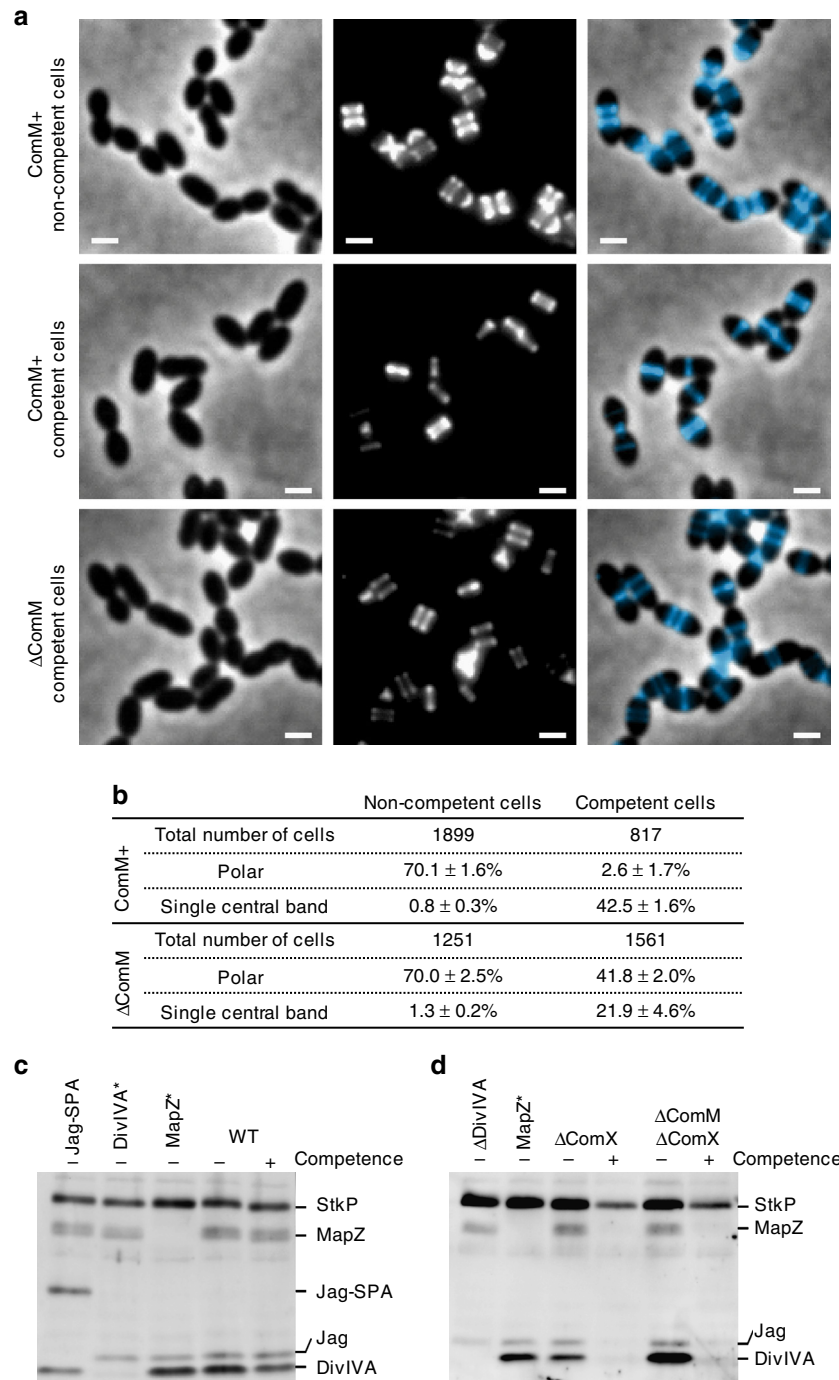 a
ComM+
non-competent cells
ComM+
competent cells
ΔComM
competent cells
b
Non-competent cells Competent cells
ComM+
Total number of cells 1899 817
Polar 70.1 ± 1.6% 2.6 ± 1.7%
Single central band 0.8 ± 0.3% 42.5 ± 1.6%
ΔComM
Total number of cells 1251 1561
Polar 70.0 ± 2.5% 41.8 ± 2.0%
Single central band 1.3 ± 0.2% 21.9 ± 4.6%
c
Jag-SPA DivIVA* MapZ* WT
– – – – + Competence
StkP
MapZ
Jag-SPA
Jag
DivIVA
d
ΔDivIVA MapZ* ΔComX ΔComM
ΔComX
– – – + – + Competence
StkP
MapZ
Jag
DivIVA